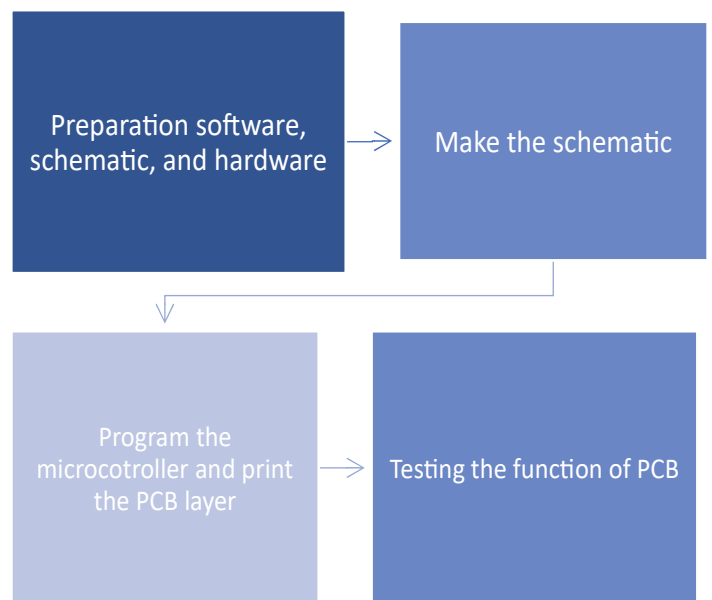 Preparation software,
schematic, and hardware
Make the schematic
Program the
microcotroller and print
the PCB layer
Testing the function of PCB